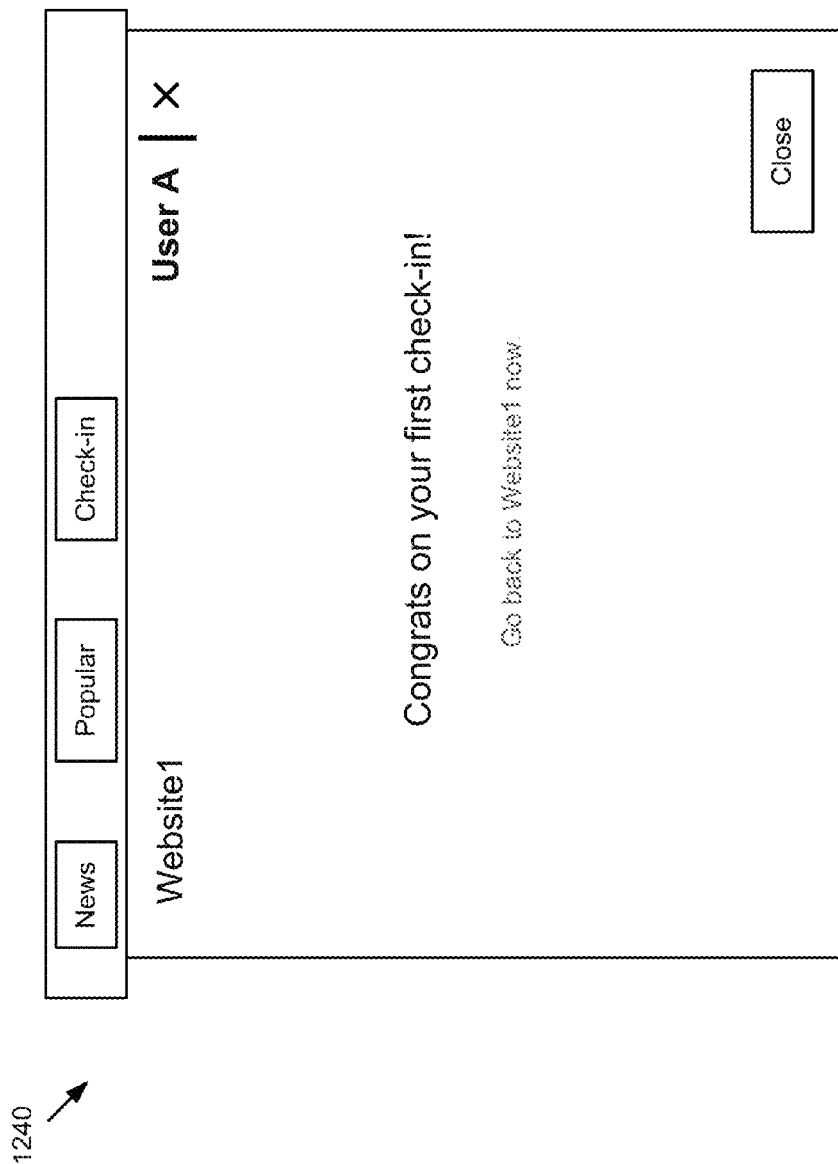 1240
News Popular Check-in
Website1 User A | X
Congrats on your first check-in!
Go back to Website1 now.
Close